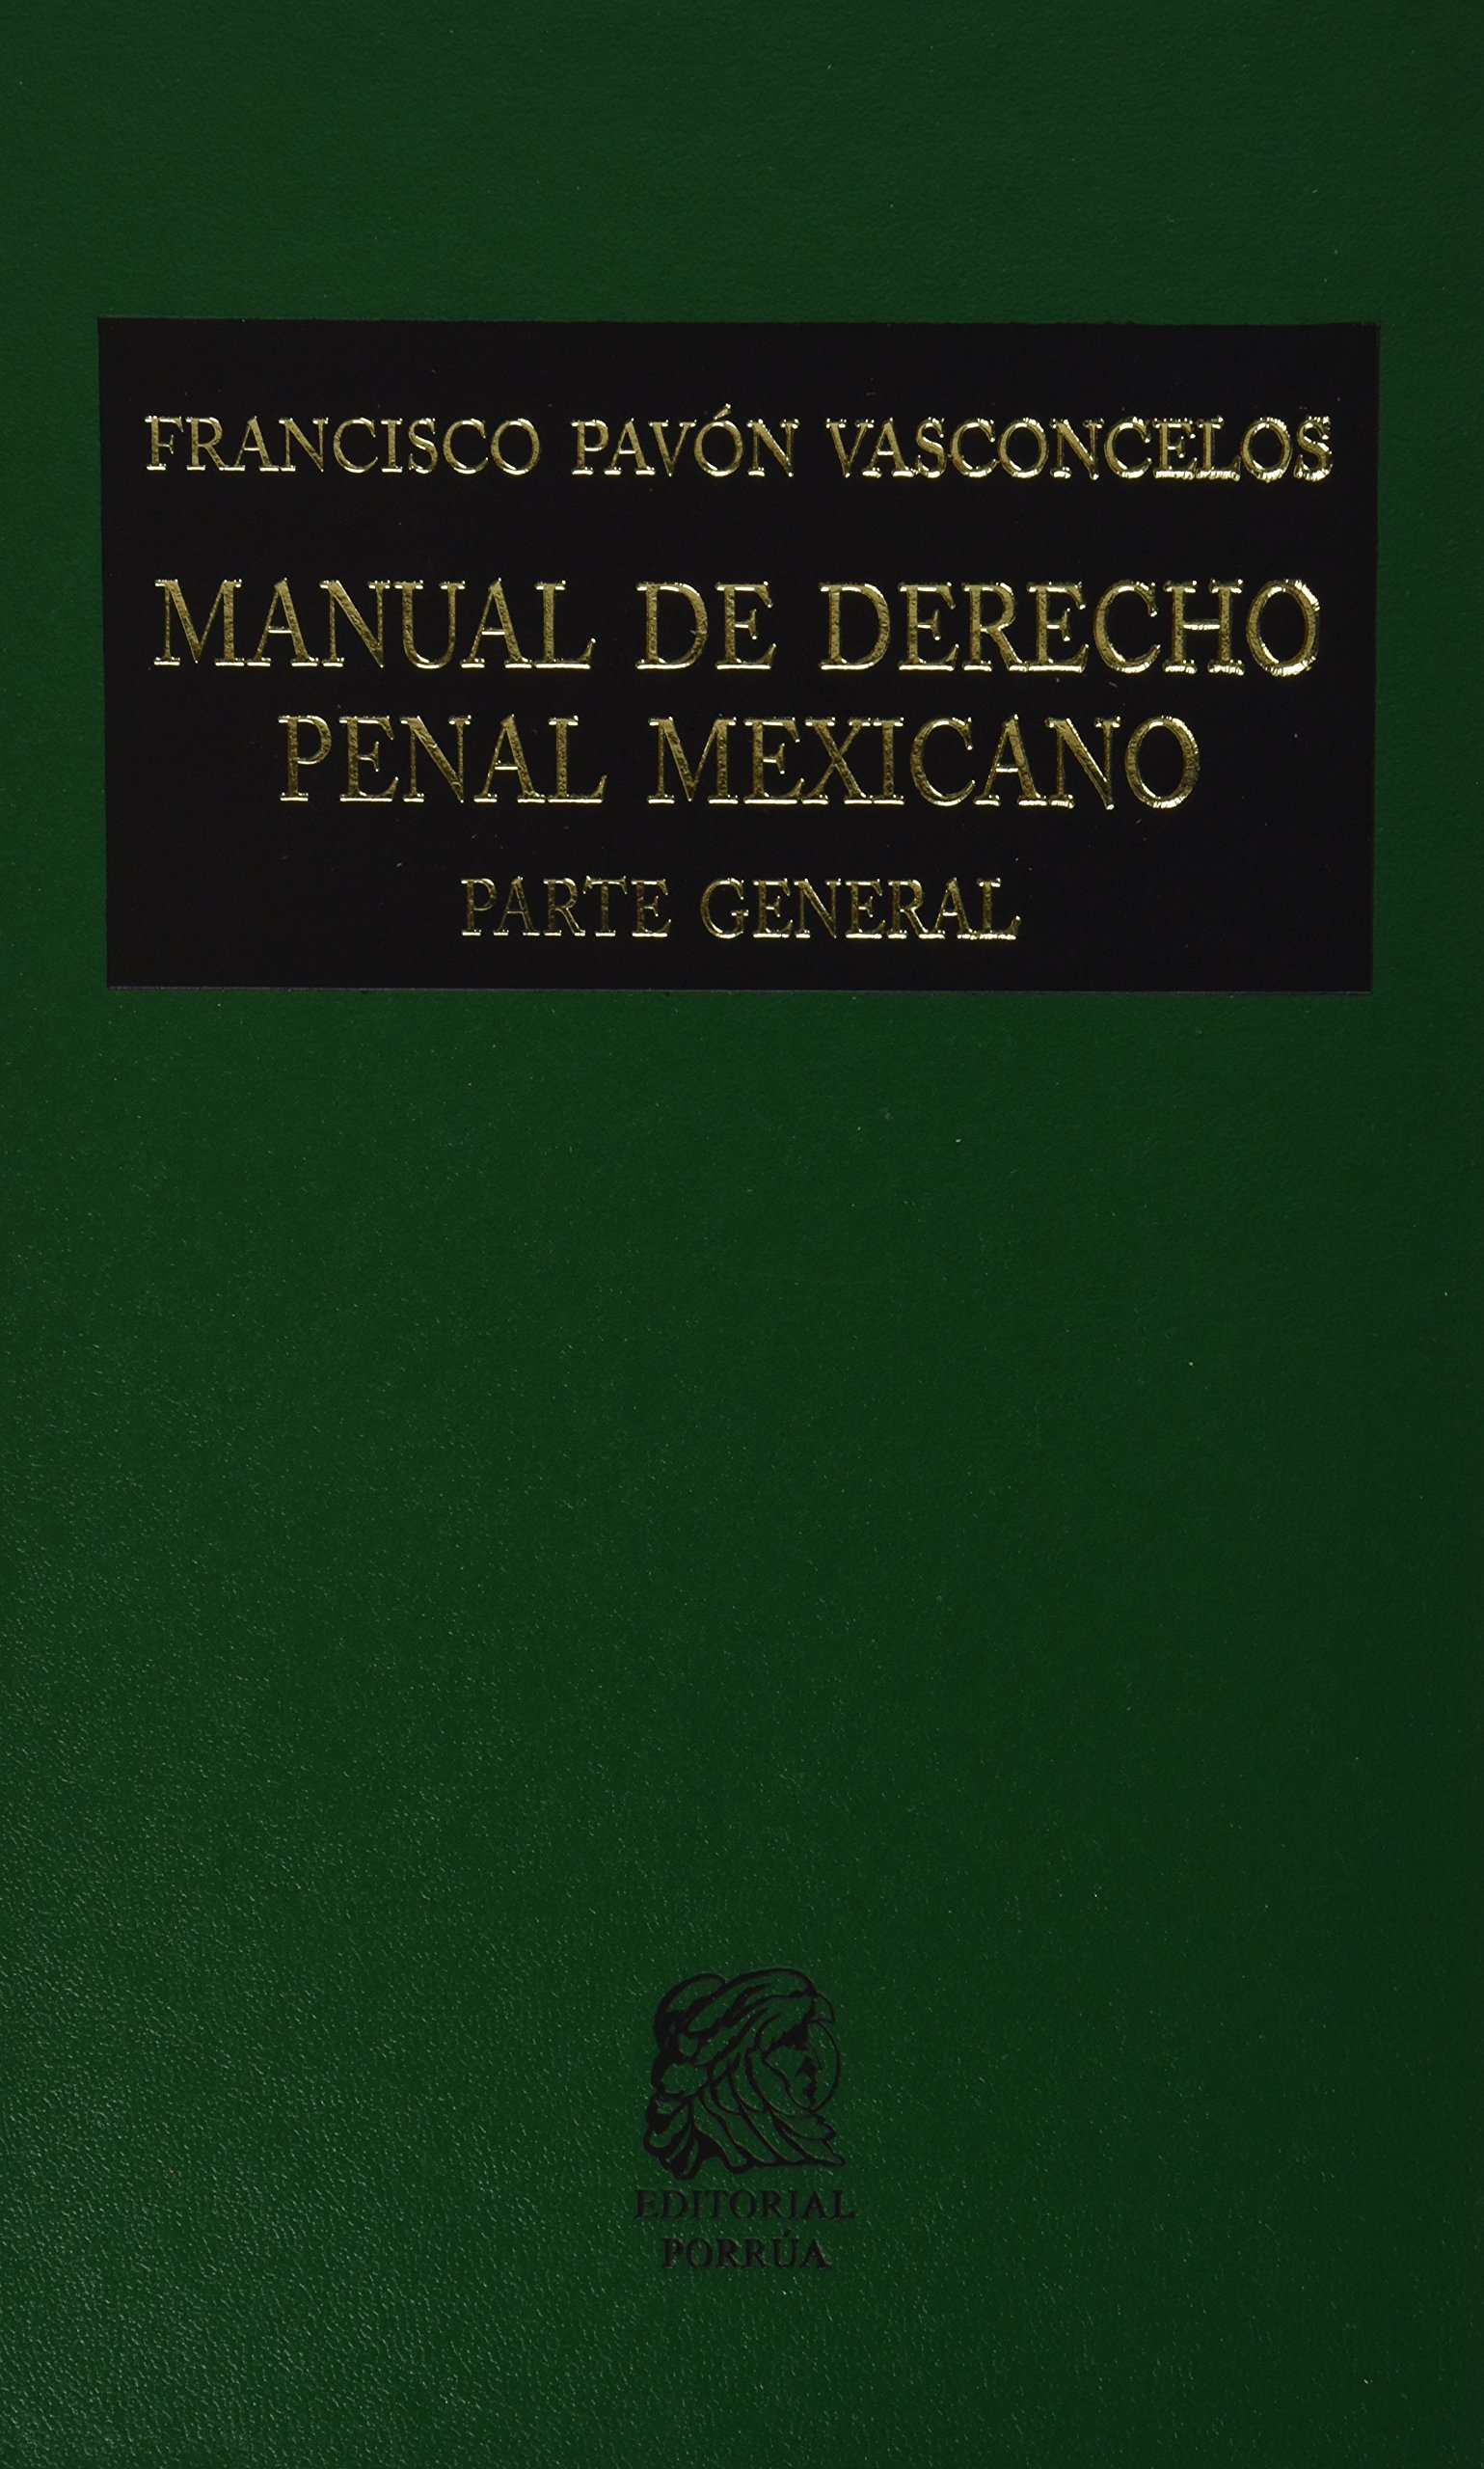 FRANCISCO PAVÓN VASCONCELOS
MANUAL DE DERECHO
PENAL MEXICANO
PARTE GENERAL
EDITORIAL
PORRÚA